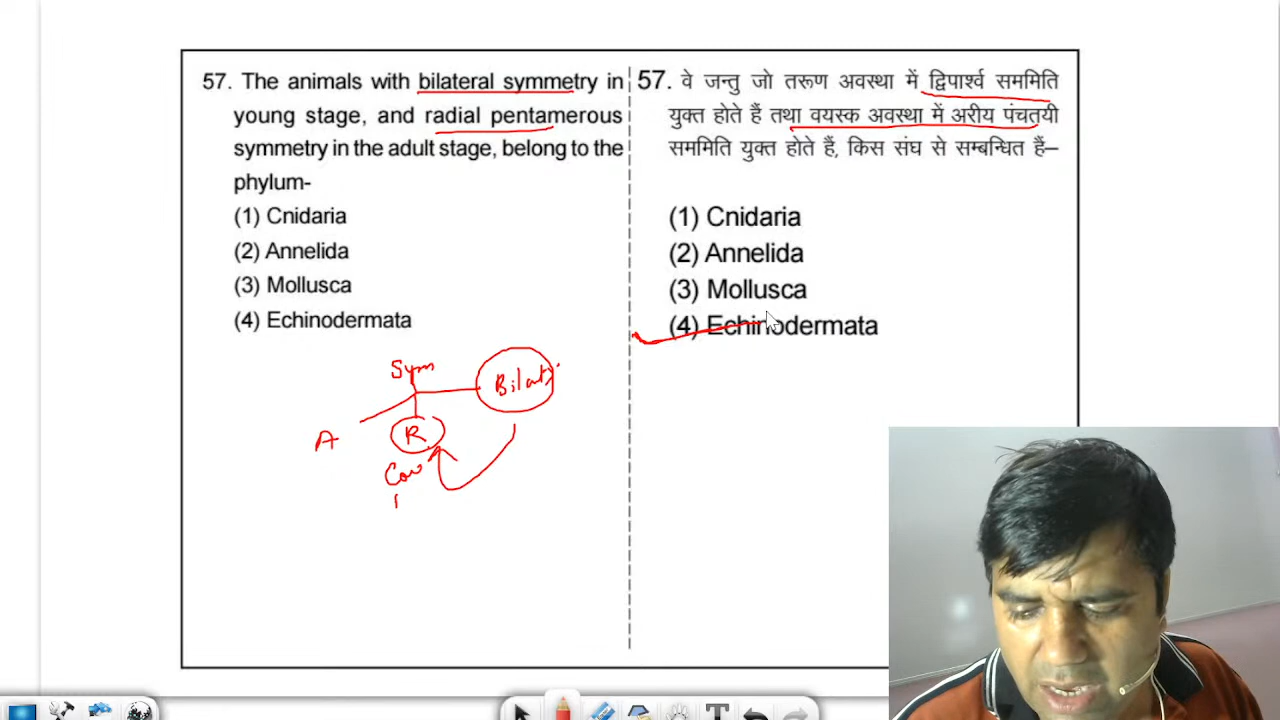 57. The animals with bilateral symmetry in
young stage, and radial pentamerous
symmetry in the adult stage, belong to the
phylum-
(1) Cnidaria
(2) Annelida
(3) Mollusca
(4) Echinodermata
57. वे जन्तु जो तरूण अवस्था में द्विपार्श्व सममिति
युक्त होते हैं तथा वयस्क अवस्था में अरीय पंचतयी
सममिति युक्त होते हैं, किस संघ से सम्बन्धित हैं–
(1) Cnidaria
(2) Annelida
(3) Mollusca
(4) Echinodermata
Sym
A
R
T